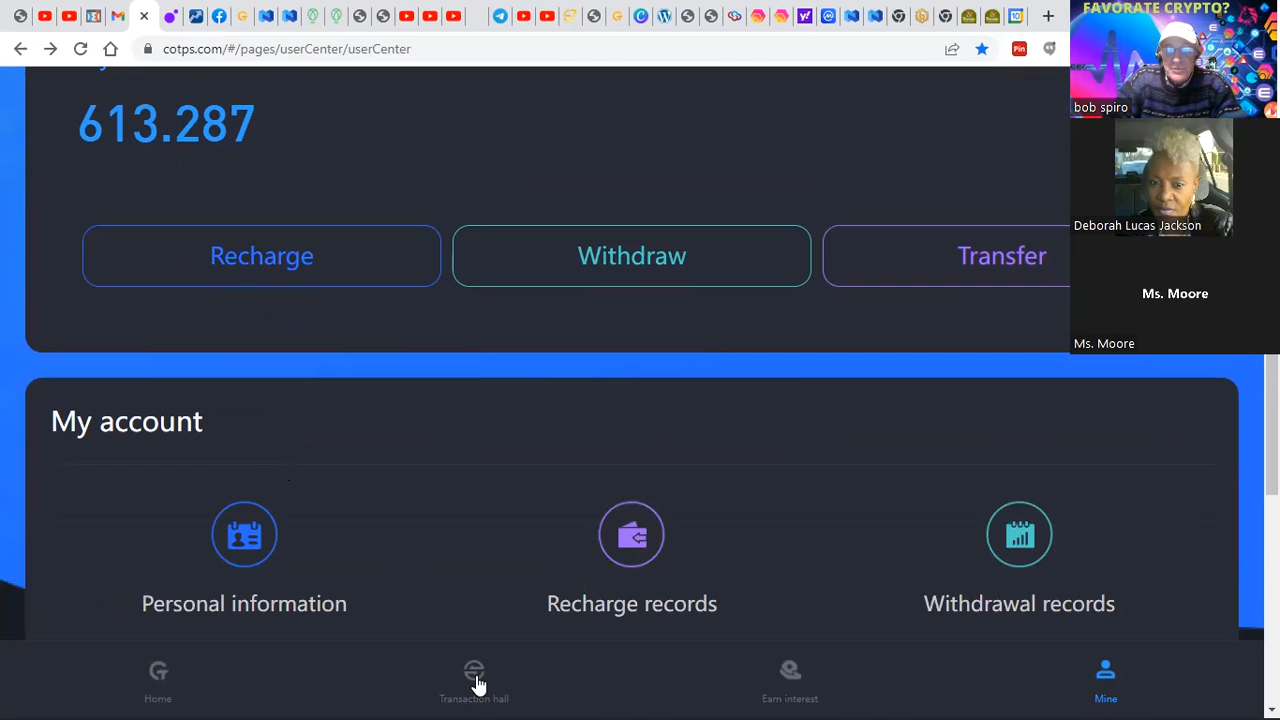 cotps.com/#/pages/userCenter/userCenter
Pin
FAVORATE CRYPTO?
bob spiro
Deborah Lucas Jackson
Ms. Moore
Ms. Moore
613.287
Recharge
Withdraw
Transfer
My account
Personal information
Recharge records
Withdrawal records
Home
Transaction hall
Earn interest
Mine